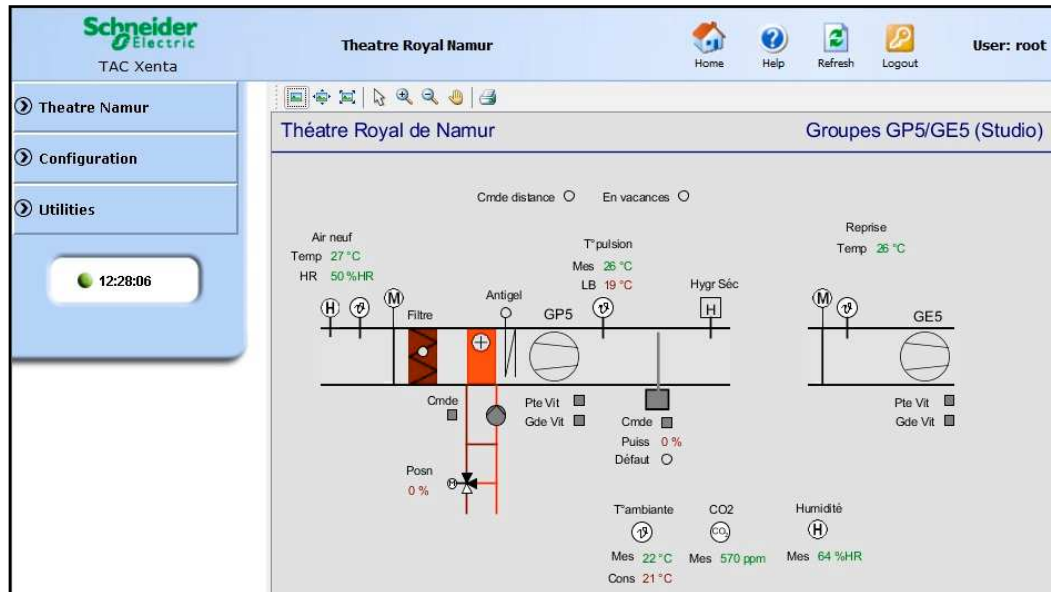 Schneider
Electric
TAC Xenta
Theatre Royal Namur
Home
Help
Refresh
Logout
User: root
Theatre Namur
Configuration
Utilities
12:28:06
Théatre Royal de Namur
Groupes GP5/GE5 (Studio)
Cmde distance
En vacances
Air neuf
Temp 27 °C
HR 50 %HR
T°pulsion
Mes 26 °C
LB 19 °C
Reprise
Temp 26 °C
Hygr Séc
H
H
M
Filtre
Antigel
GP5
M
GE5
Cmde
Pte Vit
Gde Vit
Cmde
Puiss 0 %
Défaut
Pte Vit
Gde Vit
Posn
0 %
H
T°ambiante
CO2
Humidité
CO2
H
Mes 22 °C
Mes 570 ppm
Mes 64 %HR
Cons 21 °C